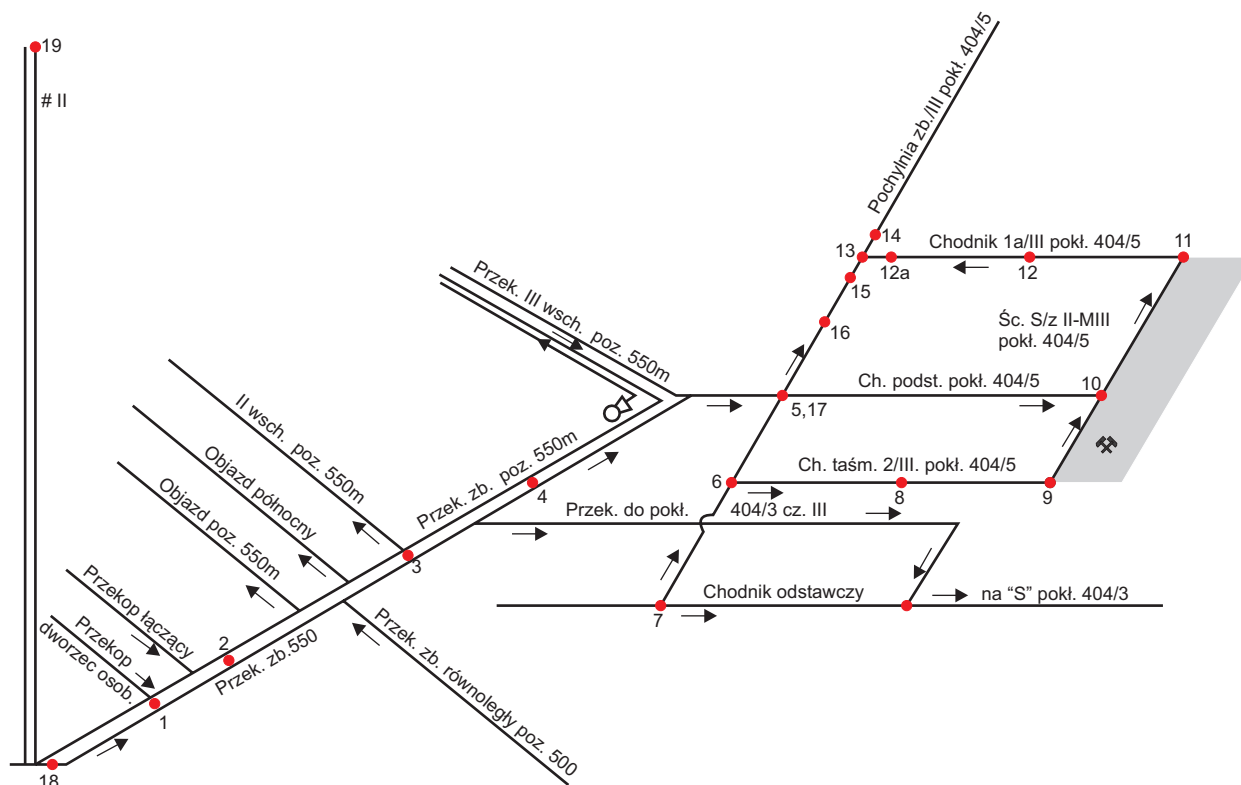 19
# II
Pochylnia zb./III pokł. 404/5
14
13
Chodnik 1a/III pokł. 404/5
11
12a
12
15
Przek. III wsch. poz. 550m
16
Śc. S/z II-MIII
pokł. 404/5
Ch. podst. pokł. 404/5
10
5,17
II wsch. poz. 550m
Objazd północny
Objazd poz. 550m
Przek. zb. poz. 550m
4
6
Ch. taśm. 2/III. pokł. 404/5
8
9
Przek. do pokł. 404/3 cz. III
3
Przekop łączący
Przekop
dworzec osob.
2
Przek. zb.550
Przek. zb. równoległy poz. 500
Chodnik odstawczy
na “S” pokł. 404/3
7
1
18